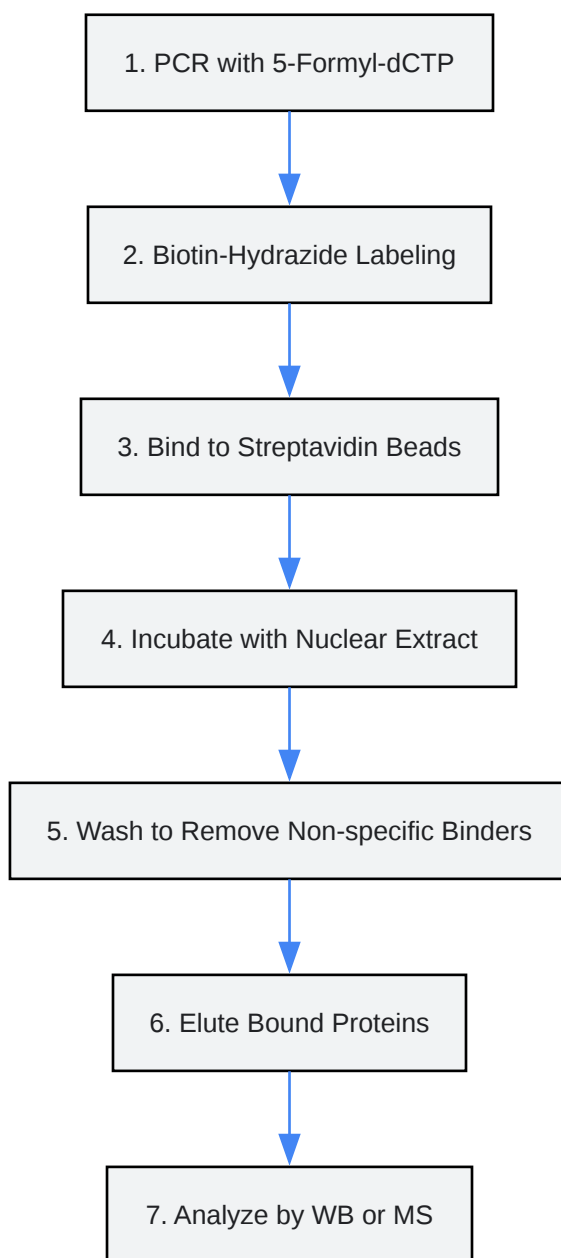 1. PCR with 5-Formyl-dCTP
2. Biotin-Hydrazide Labeling
3. Bind to Streptavidin Beads
4. Incubate with Nuclear Extract
5. Wash to Remove Non-specific Binders
6. Elute Bound Proteins
7. Analyze by WB or MS